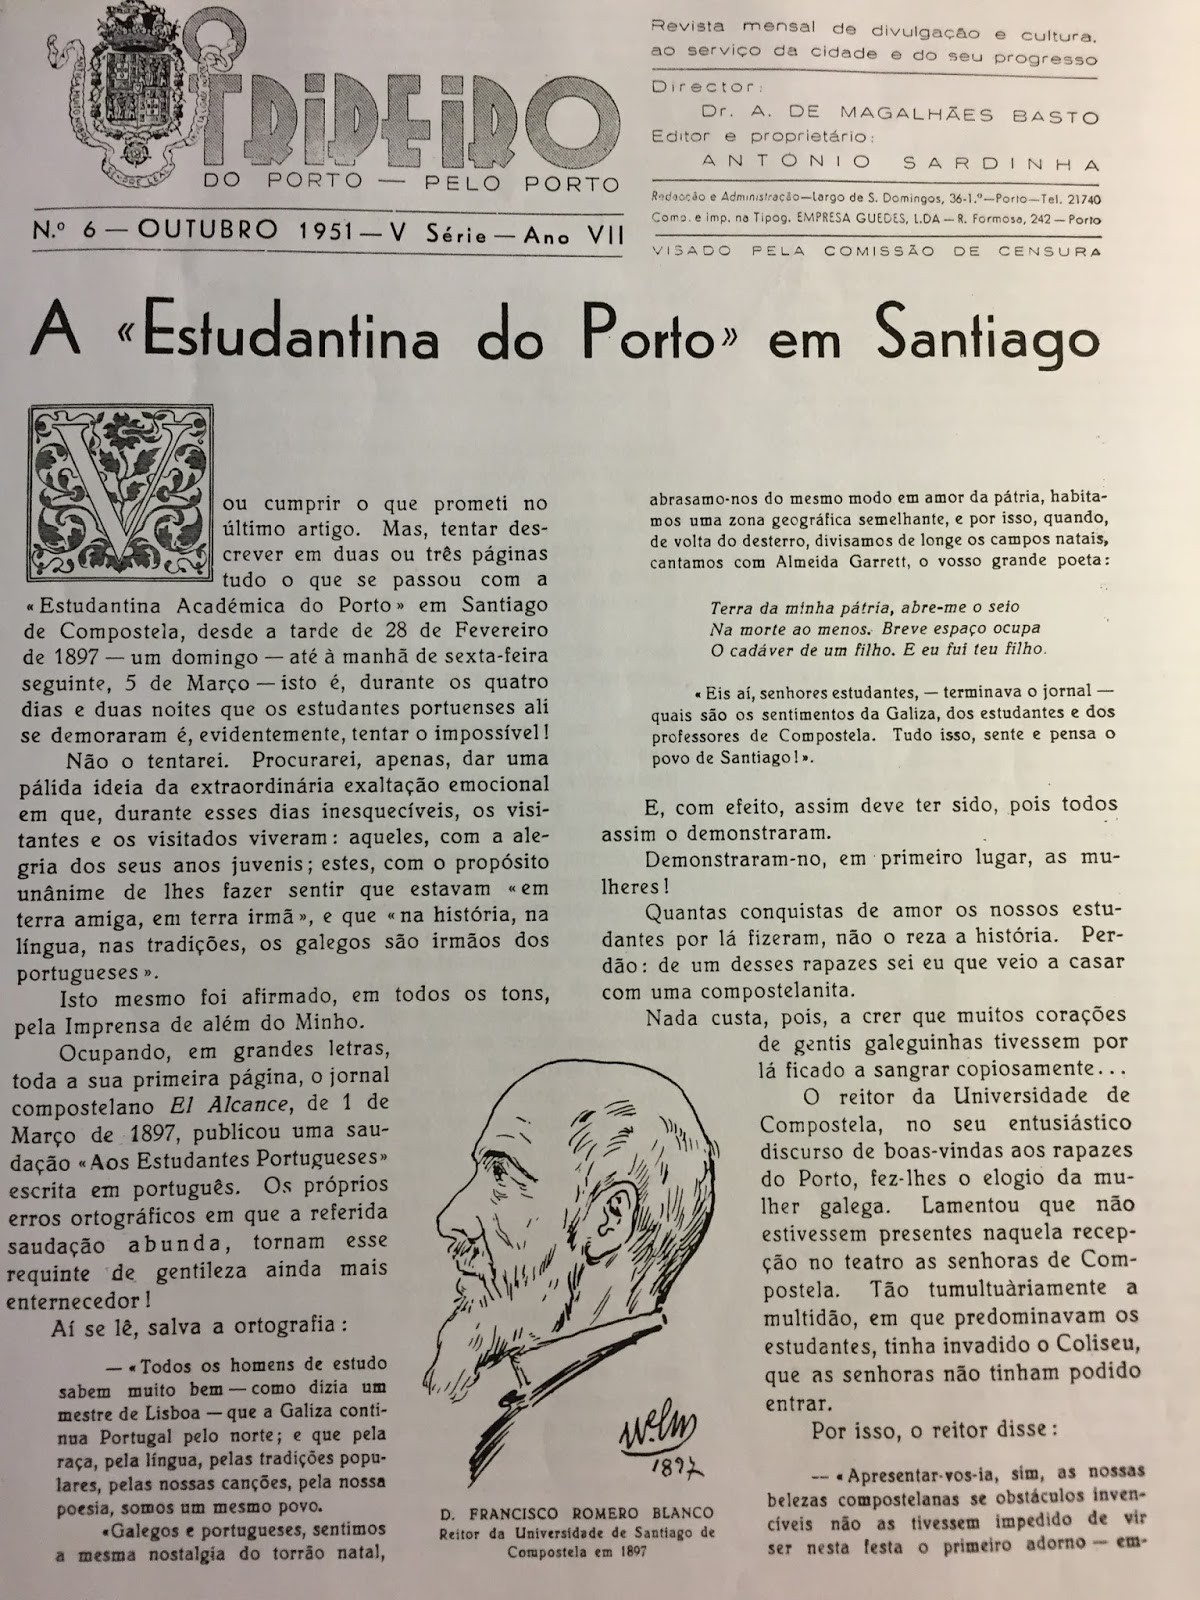 O TRIPEIRO
DO PORTO — PELO PORTO
N.º 6 — OUTUBRO 1951 — V Série — Ano VII
Revista mensal de divulgação e cultura,
ao serviço da cidade e do seu progresso
Director:
Dr. A. DE MAGALHÃES BASTO
Editor e proprietário:
ANTÓNIO SARDINHA
Redacção e Administração—Largo de S. Domingos, 36-1.º—Porto—Tel. 21740
Comp. e imp. na Tipog. EMPRESA GUEDES, L.DA — R. Formosa, 242 — Porto
VISADO PELA COMISSÃO DE CENSURA
A «Estudantina do Porto» em Santiago
V
ou cumprir o que prometi no
último artigo. Mas, tentar des-
crever em duas ou três páginas
tudo o que se passou com a
«Estudantina Académica do Porto» em Santiago
de Compostela, desde a tarde de 28 de Fevereiro
de 1897 — um domingo — até à manhã de sexta-feira
seguinte, 5 de Março — isto é, durante os quatro
dias e duas noites que os estudantes portuenses ali
se demoraram é, evidentemente, tentar o impossível!
Não o tentarei. Procurarei, apenas, dar uma
pálida ideia da extraordinária exaltação emocional
em que, durante esses dias inesquecíveis, os visi-
tantes e os visitados viveram: aqueles, com a ale-
gria dos seus anos juvenis; estes, com o propósito
unânime de lhes fazer sentir que estavam «em
terra amiga, em terra irmã», e que «na história, na
língua, nas tradições, os galegos são irmãos dos
portugueses».
Isto mesmo foi afirmado, em todos os tons,
pela Imprensa de além do Minho.
Ocupando, em grandes letras,
toda a sua primeira página, o jornal
compostelano El Alcance, de 1 de
Março de 1897, publicou uma sau-
dação «Aos Estudantes Portugueses»
escrita em português. Os próprios
erros ortográficos em que a referida
saudação abunda, tornam esse
requinte de gentileza ainda mais
enternecedor!
Aí se lê, salva a ortografia:
— «Todos os homens de estudo
sabem muito bem — como dizia um
mestre de Lisboa — que a Galiza conti-
nua Portugal pelo norte; e que pela
raça, pela língua, pelas tradições popu-
lares, pelas nossas canções, pela nossa
poesia, somos um mesmo povo.
«Galegos e portugueses, sentimos
a mesma nostalgia do torrão natal,
abrasamo-nos do mesmo modo em amor da pátria, habita-
mos uma zona geográfica semelhante, e por isso, quando,
de volta do desterro, divisamos de longe os campos natais,
cantamos com Almeida Garrett, o vosso grande poeta:
Terra da minha pátria, abre-me o seio
Na morte ao menos. Breve espaço ocupa
O cadáver de um filho. E eu fui teu filho.
«Eis aí, senhores estudantes, — terminava o jornal —
quais são os sentimentos da Galiza, dos estudantes e dos
professores de Compostela. Tudo isso, sente e pensa o
povo de Santiago!».
E, com efeito, assim deve ter sido, pois todos
assim o demonstraram.
Demonstraram-no, em primeiro lugar, as mu-
lheres!
Quantas conquistas de amor os nossos estu-
dantes por lá fizeram, não o reza a história. Per-
dão: de um desses rapazes sei eu que veio a casar
com uma compostelanita.
Nada custa, pois, a crer que muitos corações
de gentis galeguinhas tivessem por
lá ficado a sangrar copiosamente...
O reitor da Universidade de
Compostela, no seu entusiástico
discurso de boas-vindas aos rapazes
do Porto, fez-lhes o elogio da mu-
lher galega. Lamentou que não
estivessem presentes naquela recep-
ção no teatro as senhoras de Com-
postela. Tão tumultuàriamente a
multidão, em que predominavam os
estudantes, tinha invadido o Coliseu,
que as senhoras não tinham podido
entrar.
Por isso, o reitor disse:
— «Apresentar-vos-ia, sim, as nossas
belezas compostelanas se obstáculos inven-
cíveis não as tivessem impedido de vir
ser nesta festa o primeiro adorno — em-
1897
D. FRANCISCO ROMERO BLANCO
Reitor da Universidade de Santiago de
Compostela em 1897